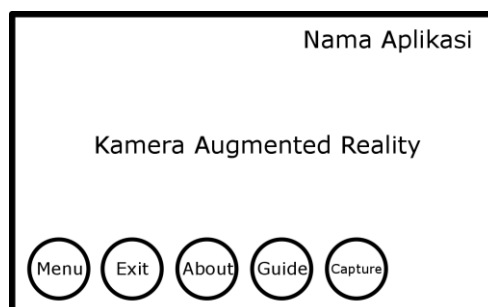 Nama Aplikasi
Kamera Augmented Reality
Menu Exit About Guide Capture